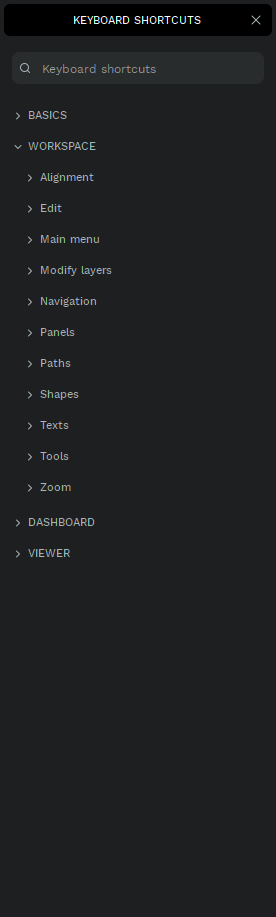 KEYBOARD SHORTCUTS
Keyboard shortcuts
BASICS
WORKSPACE
Alignment
Edit
Main menu
Modify layers
Navigation
Panels
Paths
Shapes
Texts
Tools
Zoom
DASHBOARD
VIEWER